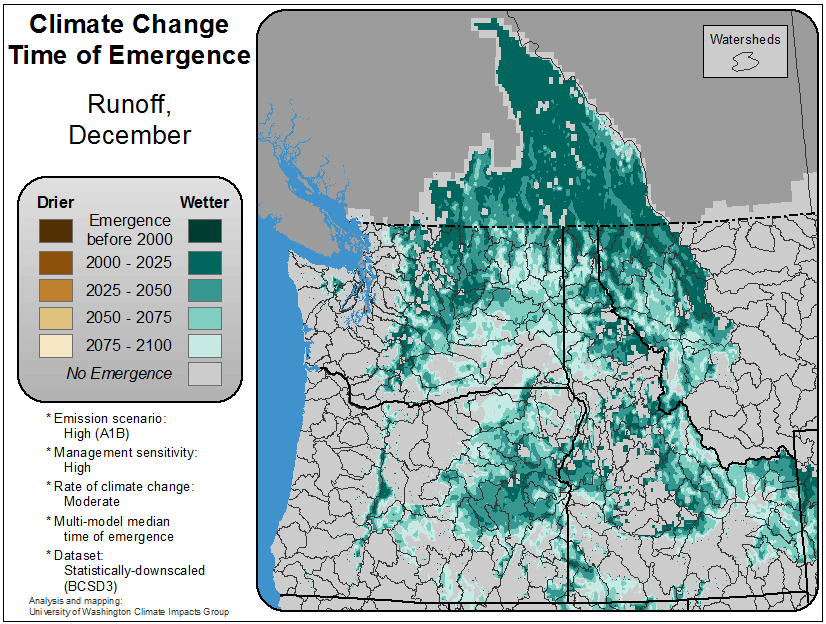 Climate Change
Time of Emergence
Runoff,
December
Drier
Wetter
Emergence
before 2000
2000 - 2025
2025 - 2050
2050 - 2075
2075 - 2100
No Emergence
* Emission scenario:
High (A1B)
* Management sensitivity:
High
* Rate of climate change:
Moderate
* Multi-model median
time of emergence
* Dataset:
Statistically-downscaled
(BCSD3)
Analysis and mapping:
University of Washington Climate Impacts Group
Watersheds